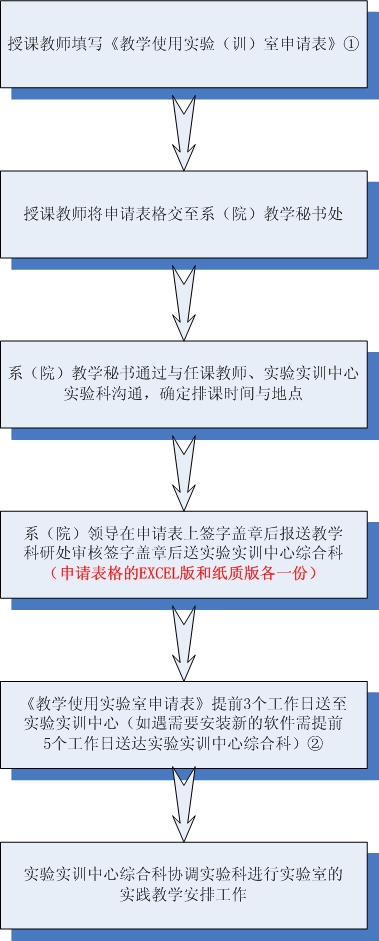 授课教师填写《教学使用实验（训）室申请表》①
授课教师将申请表格交至系（院）教学秘书处
系（院）教学秘书通过与任课教师、实验实训中心
实验科沟通，确定排课时间与地点
系（院）领导在申请表上签字盖章后报送教学
科研处审核签字盖章后送实验实训中心综合科
（申请表格的EXCEL版和纸质版各一份）
《教学使用实验室申请表》提前3个工作日送至
实验实训中心（如遇需要安装新的软件需提前
5个工作日送达实验实训中心综合科）②
实验实训中心综合科协调实验科进行实验室的
实践教学安排工作